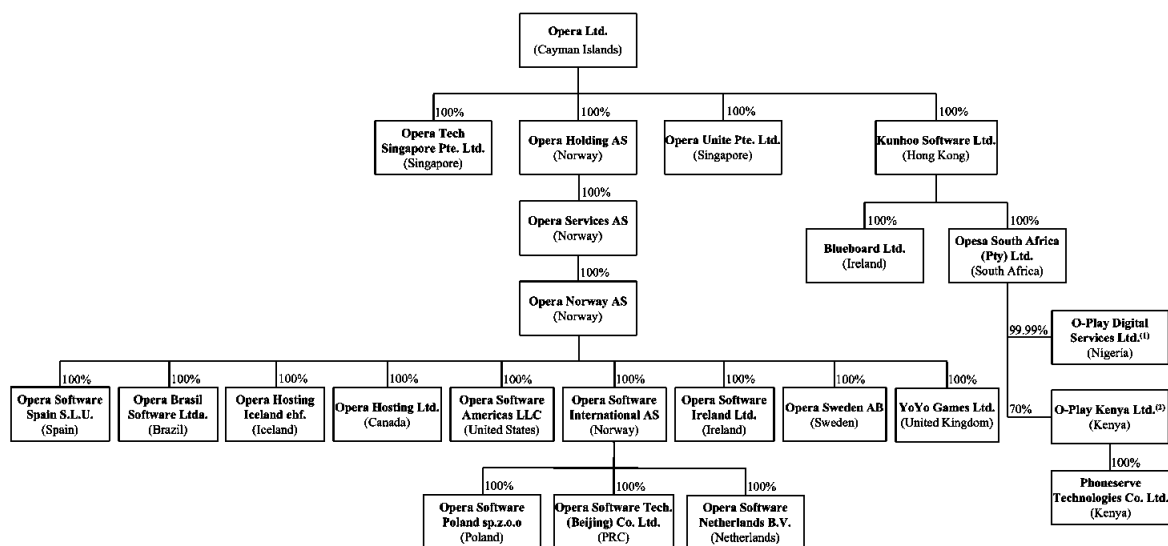 Opera Ltd.
(Cayman Islands)
100%
100%
100%
100%
Opera Tech
Singapore Pte. Ltd.
(Singapore)
Opera Holding AS
(Norway)
Opera Unite Pte. Ltd.
(Singapore)
Kunhoo Software Ltd.
(Hong Kong)
100%
100%
100%
Opera Services AS
(Norway)
Blueboard Ltd.
(Ireland)
Opesa South Africa
(Pty) Ltd.
(South Africa)
100%
Opera Norway AS
(Norway)
99.99%
O-Play Digital
Services Ltd.(1)
(Nigeria)
100%
100%
100%
100%
100%
100%
100%
100%
100%
Opera Software
Spain S.L.U.
(Spain)
Opera Brasil
Software Ltda.
(Brazil)
Opera Hosting
Iceland ehf.
(Iceland)
Opera Hosting Ltd.
(Canada)
Opera Software
Americas LLC
(United States)
Opera Software
International AS
(Norway)
Opera Software
Ireland Ltd.
(Ireland)
Opera Sweden AB
(Sweden)
YoYo Games Ltd.
(United Kingdom)
70%
O-Play Kenya Ltd.(2)
(Kenya)
100%
Phoneserve
Technologies Co. Ltd.
(Kenya)
100%
100%
100%
Opera Software
Poland sp.z.o.o
(Poland)
Opera Software Tech.
(Beijing) Co. Ltd.
(PRC)
Opera Software
Netherlands B.V.
(Netherlands)